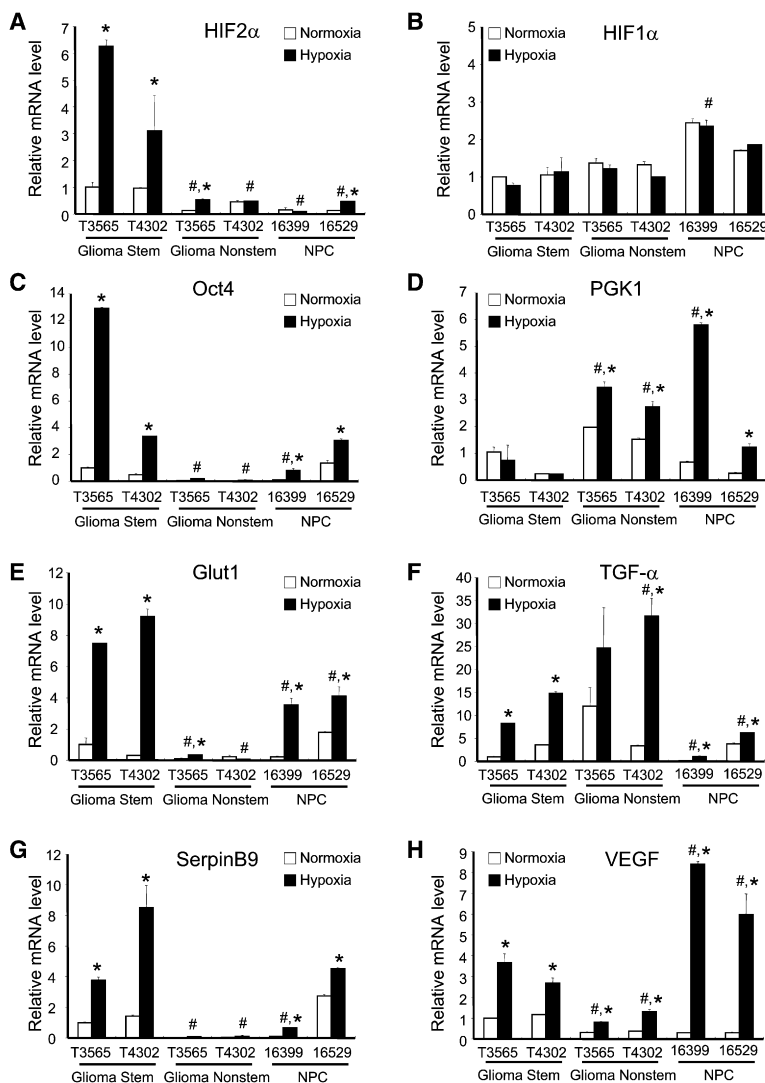 A
HIF2α
Normoxia
Hypoxia
Relative mRNA level
7
6
5
4
3
2
1
0
*
*
#,*
#
#
#,*
T3565 T4302 T3565 T4302 16399 16529
Glioma Stem Glioma Nonstem NPC
B
HIF1α
Normoxia
Hypoxia
Relative mRNA level
5
4
3
2
1
0
#
T3565 T4302 T3565 T4302 16399 16529
Glioma Stem Glioma Nonstem NPC
C
Oct4
Normoxia
Hypoxia
Relative mRNA level
14
12
10
8
6
4
2
0
*
*
#
#
#,*
*
T3565 T4302 T3565 T4302 16399 16529
Glioma Stem Glioma Nonstem NPC
D
PGK1
Normoxia
Hypoxia
Relative mRNA level
7
6
5
4
3
2
1
0
#,*
#,*
#,*
*
T3565 T4302 T3565 T4302 16399 16529
Glioma Stem Glioma Nonstem NPC
E
Glut1
Normoxia
Hypoxia
Relative mRNA level
12
10
8
6
4
2
0
*
*
#,*
#
#,*
#,*
T3565 T4302 T3565 T4302 16399 16529
Glioma Stem Glioma Nonstem NPC
F
TGF-α
Normoxia
Hypoxia
Relative mRNA level
40
35
30
25
20
15
10
5
0
*
*
#,*
#,*
#,*
T3565 T4302 T3565 T4302 16399 16529
Glioma Stem Glioma Nonstem NPC
G
SerpinB9
Normoxia
Hypoxia
Relative mRNA level
12
10
8
6
4
2
0
*
*
#
#
#,*
*
T3565 T4302 T3565 T4302 16399 16529
Glioma Stem Glioma Nonstem NPC
H
VEGF
Normoxia
Hypoxia
Relative mRNA level
9
8
7
6
5
4
3
2
1
0
*
*
#,*
#,*
#,*
#,*
T3565 T4302 T3565 T4302 16399 16529
Glioma Stem Glioma Nonstem NPC